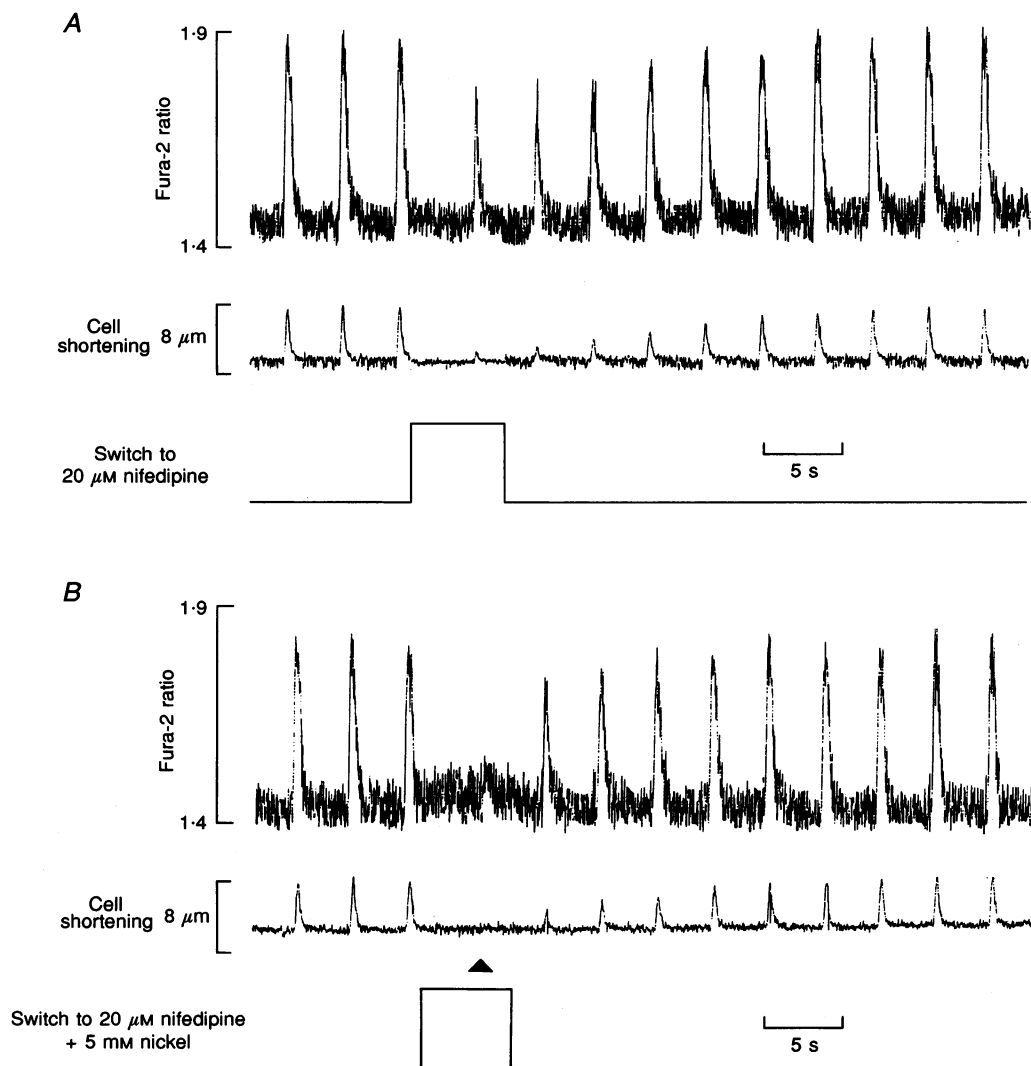 A
1·9
Fura-2 ratio
1·4
Cell
shortening
8 μm
Switch to
20 μM nifedipine
5 s
B
1·9
Fura-2 ratio
1·4
Cell
shortening
8 μm
Switch to 20 μM nifedipine
+ 5 mM nickel
5 s